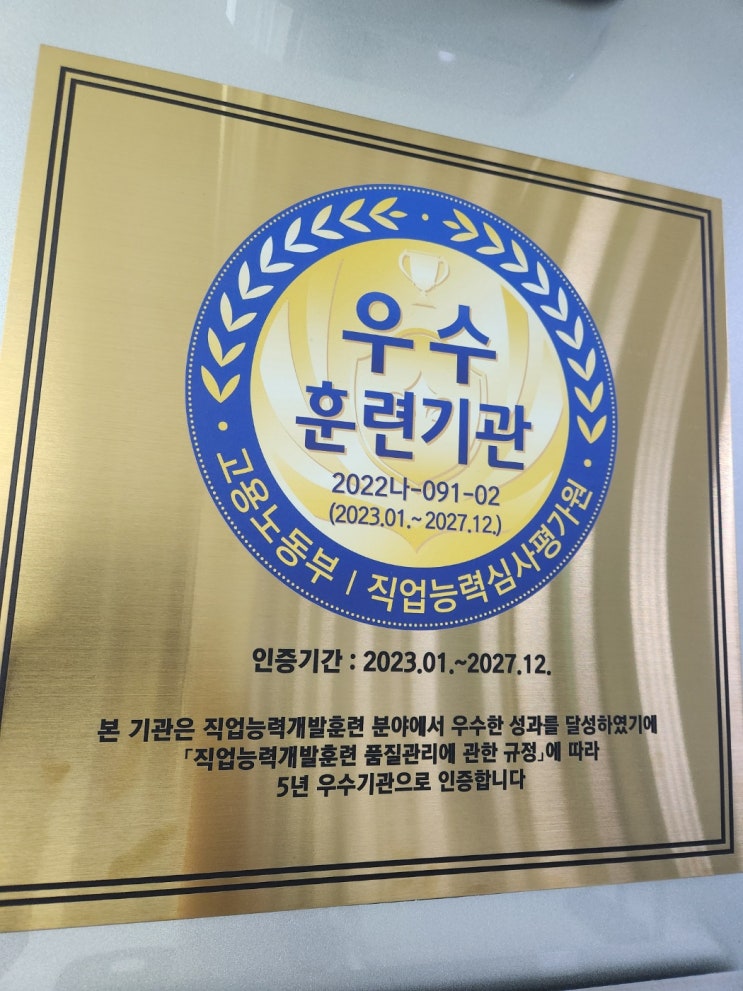 우수
훈련기관
2022나-091-02
(2023.01.~2027.12.)
고용노동부 | 직업능력심사평가원
인증기간 : 2023.01.~2027.12.
본 기관은 직업능력개발훈련 분야에서 우수한 성과를 달성하였기에
「직업능력개발훈련 품질관리에 관한 규정」에 따라
5년 우수기관으로 인증합니다